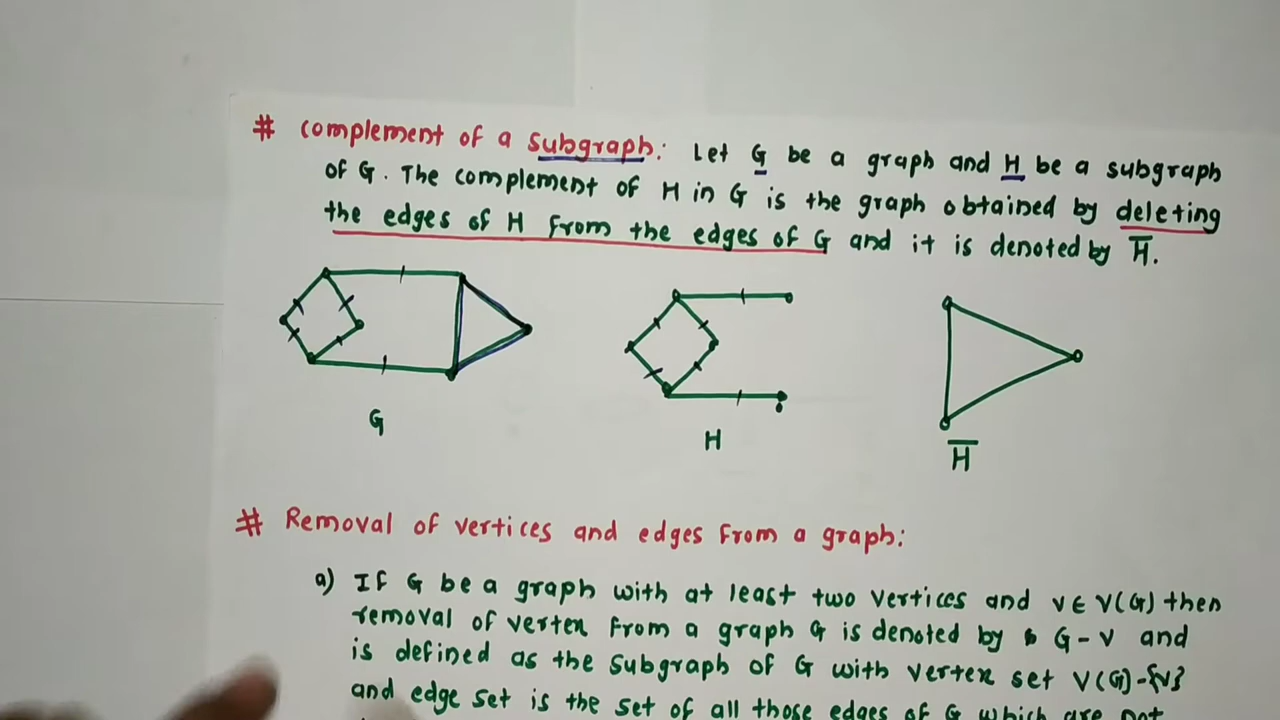 # Complement of a subgraph: Let G be a graph and H be a subgraph
of G. The complement of H in G is the graph obtained by deleting
the edges of H from the edges of G and it is denoted by H̅.
G
H
H̅
# Removal of vertices and edges from a graph:
a) If G be a graph with at least two vertices and v ∈ V(G) then
removal of vertex from a graph G is denoted by G - V and
is defined as the subgraph of G with vertex set V(G)-{v}
and edge set is the set of all those edges of G which are not